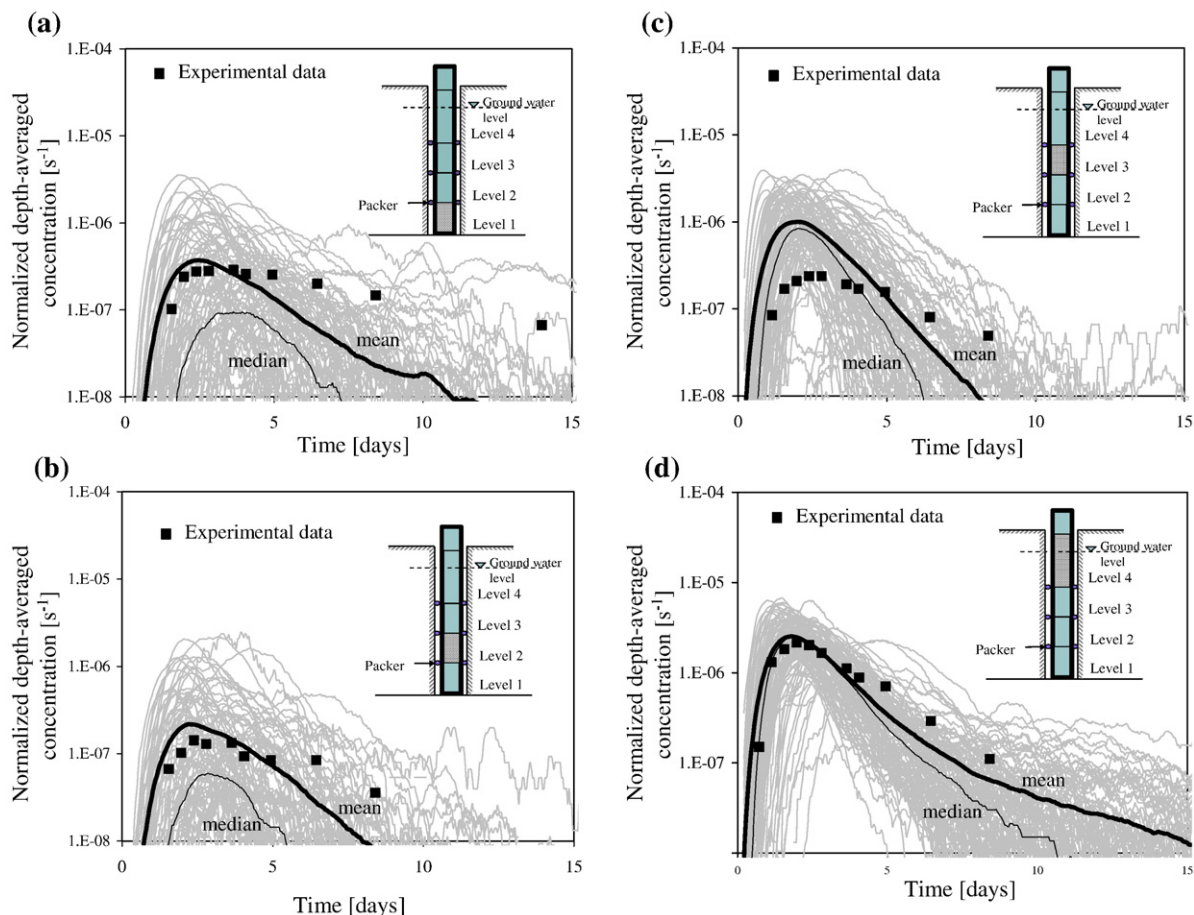 (a)
1.E-04
1.E-05
1.E-06
1.E-07
1.E-08
Normalized depth-averaged
concentration [s-1]
Experimental data
Ground water
level
Level 4
Level 3
Level 2
Level 1
Packer
mean
median
0 5 10 15
Time [days]
(b)
1.E-04
1.E-05
1.E-06
1.E-07
1.E-08
Normalized depth-averaged
concentration [s-1]
Experimental data
Ground water
level
Level 4
Level 3
Level 2
Level 1
Packer
mean
median
0 5 10 15
Time [days]
(c)
1.E-04
1.E-05
1.E-06
1.E-07
1.E-08
Normalized depth-averaged
concentration [s-1]
Experimental data
Ground water
level
Level 4
Level 3
Level 2
Level 1
Packer
mean
median
0 5 10 15
Time [days]
(d)
1.E-04
1.E-05
1.E-06
1.E-07
Normalized depth-averaged
concentration [s-1]
Experimental data
Ground water
level
Level 4
Level 3
Level 2
Level 1
Packer
mean
median
0 5 10 15
Time [days]